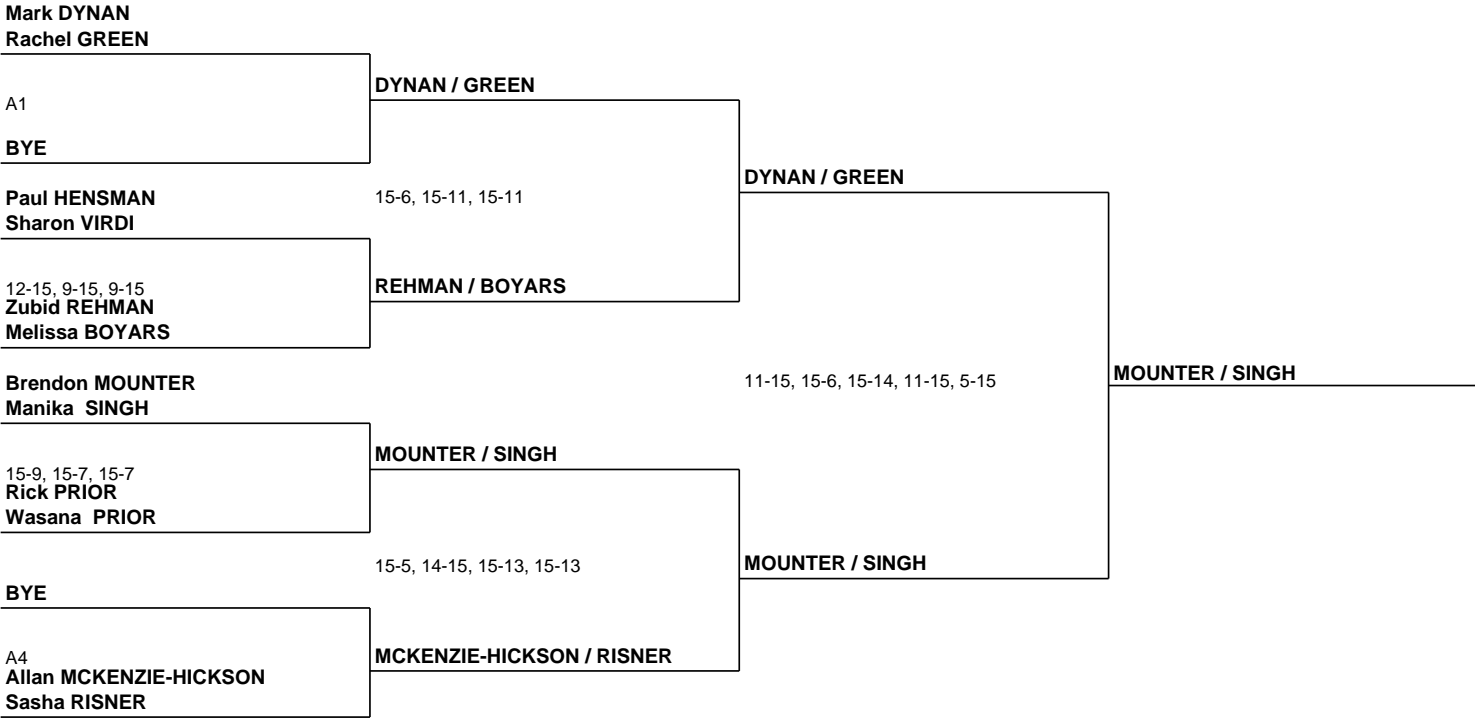 Mark DYNAN
Rachel GREEN
DYNAN / GREEN
A1
BYE
DYNAN / GREEN
Paul HENSMAN
15-6, 15-11, 15-11
Sharon VIRDI
REHMAN / BOYARS
12-15, 9-15, 9-15
Zubid REHMAN
Melissa BOYARS
MOUNTER / SINGH
Brendon MOUNTER
11-15, 15-6, 15-14, 11-15, 5-15
Manika  SINGH
MOUNTER / SINGH
15-9, 15-7, 15-7
Rick PRIOR
Wasana  PRIOR
15-5, 14-15, 15-13, 15-13
MOUNTER / SINGH
BYE
MCKENZIE-HICKSON / RISNER
A4
Allan MCKENZIE-HICKSON
Sasha RISNER